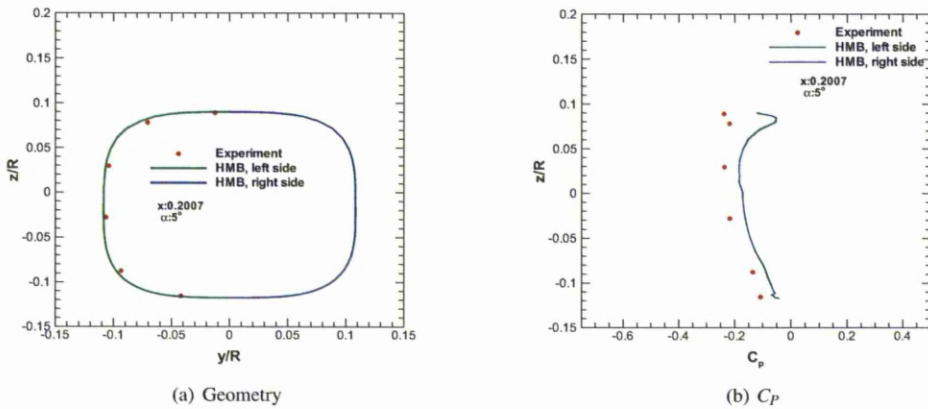 0.2
0.15
0.1
0.05
0
-0.05
-0.1
-0.15
z/R
Experiment
HMB, left side
HMB, right side
x:0.2007
α:5°
-0.15 -0.1 -0.05 0 0.05 0.1 0.15
y/R
(a) Geometry
0.2
0.15
0.1
0.05
0
-0.05
-0.1
-0.15
z/R
Experiment
HMB, left side
HMB, right side
x:0.2007
α:5°
-0.6 -0.4 -0.2 0 0.2 0.4
Cp
(b) CP